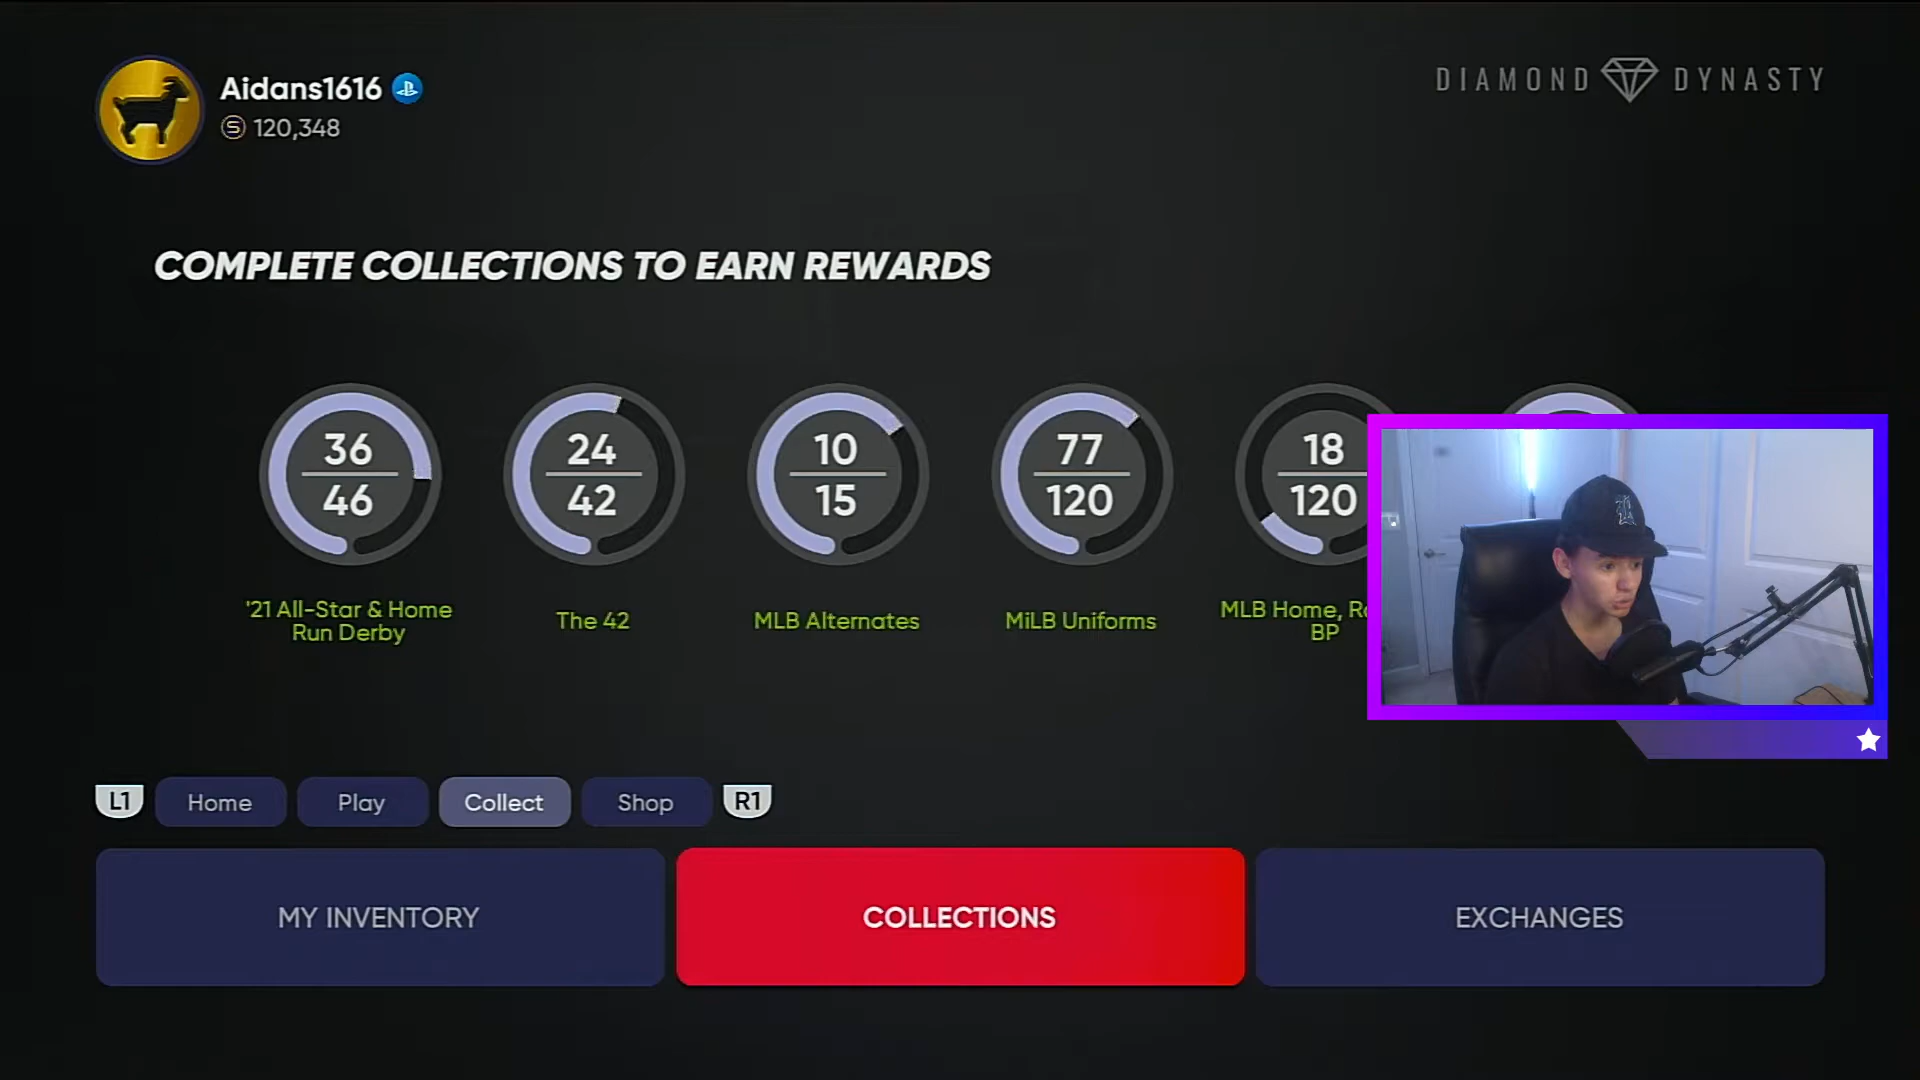 Aidans1616
120,348
DIAMOND DYNASTY
COMPLETE COLLECTIONS TO EARN REWARDS
36
46
24
42
10
15
77
120
18
120
'21 All-Star & Home
Run Derby
The 42
MLB Alternates
MiLB Uniforms
MLB Home,
BP
L1
Home
Play
Collect
Shop
R1
MY INVENTORY
COLLECTIONS
EXCHANGES